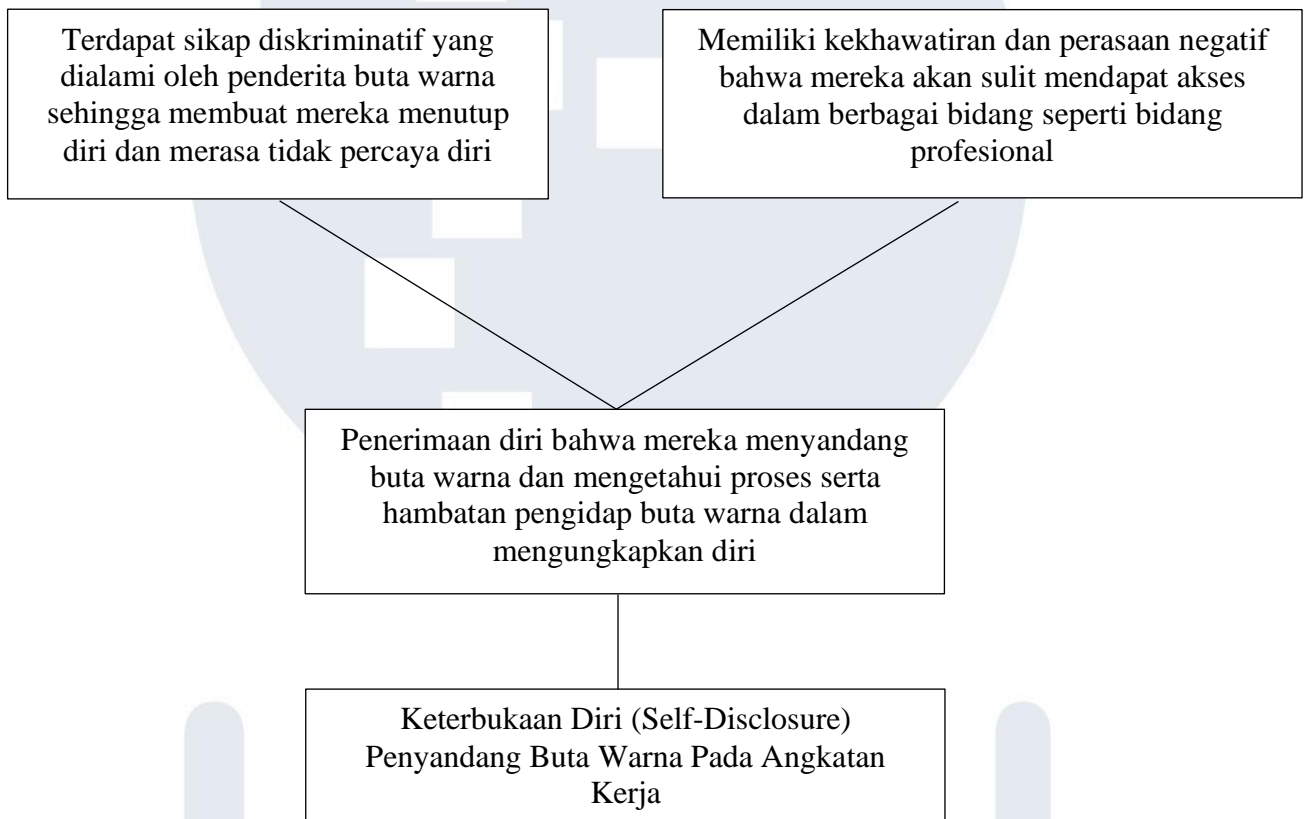 Terdapat sikap diskriminatif yang
dialami oleh penderita buta warna
sehingga membuat mereka menutup
diri dan merasa tidak percaya diri
Memiliki kekhawatiran dan perasaan negatif
bahwa mereka akan sulit mendapat akses
dalam berbagai bidang seperti bidang
profesional
Penerimaan diri bahwa mereka menyandang
buta warna dan mengetahui proses serta
hambatan pengidap buta warna dalam
mengungkapkan diri
Keterbukaan Diri (Self-Disclosure)
Penyandang Buta Warna Pada Angkatan
Kerja